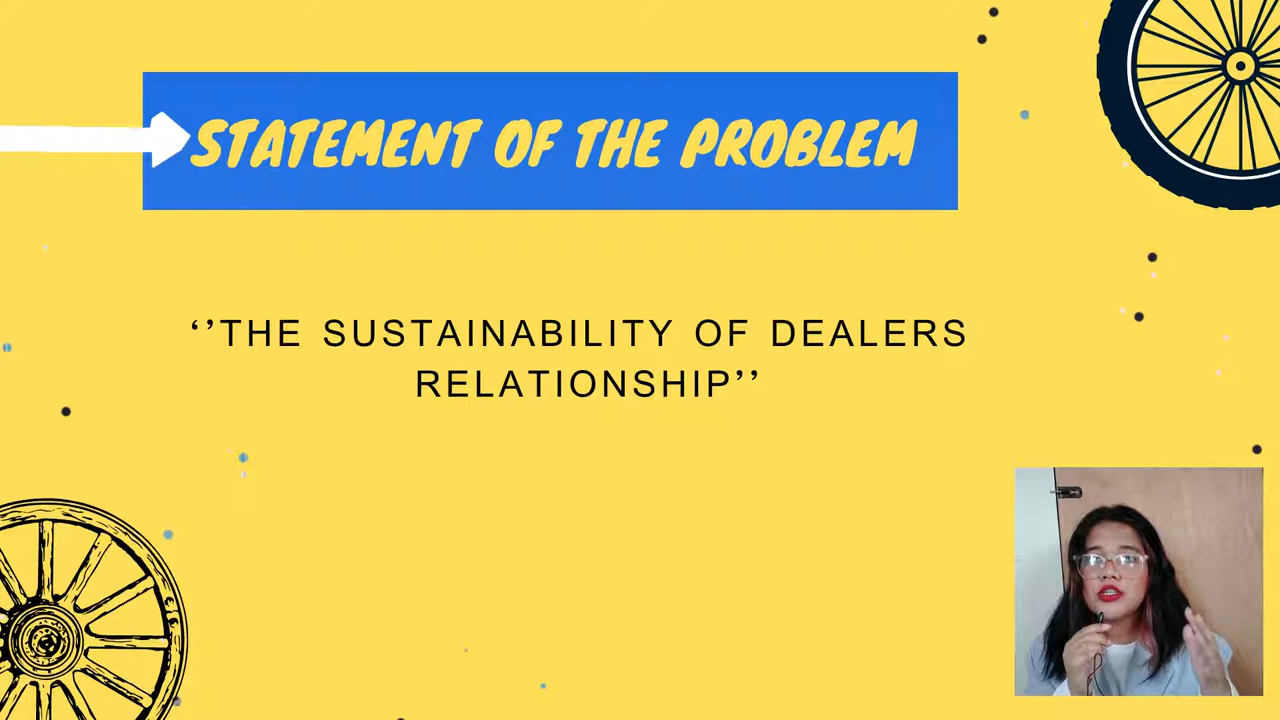 STATEMENT OF THE PROBLEM
‘’THE SUSTAINABILITY OF DEALERS
RELATIONSHIP’’